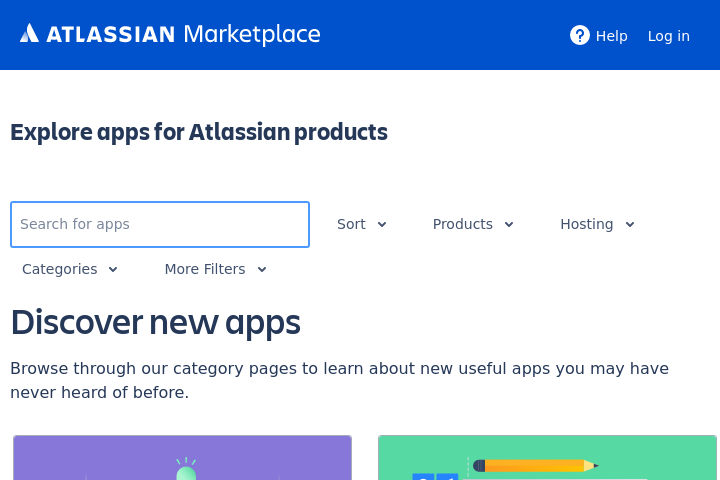 ATLASSIAN Marketplace
Help
Log in
Explore apps for Atlassian products
Search for apps
Sort
Products
Hosting
Categories
More Filters
Discover new apps
Browse through our category pages to learn about new useful apps you may have
never heard of before.